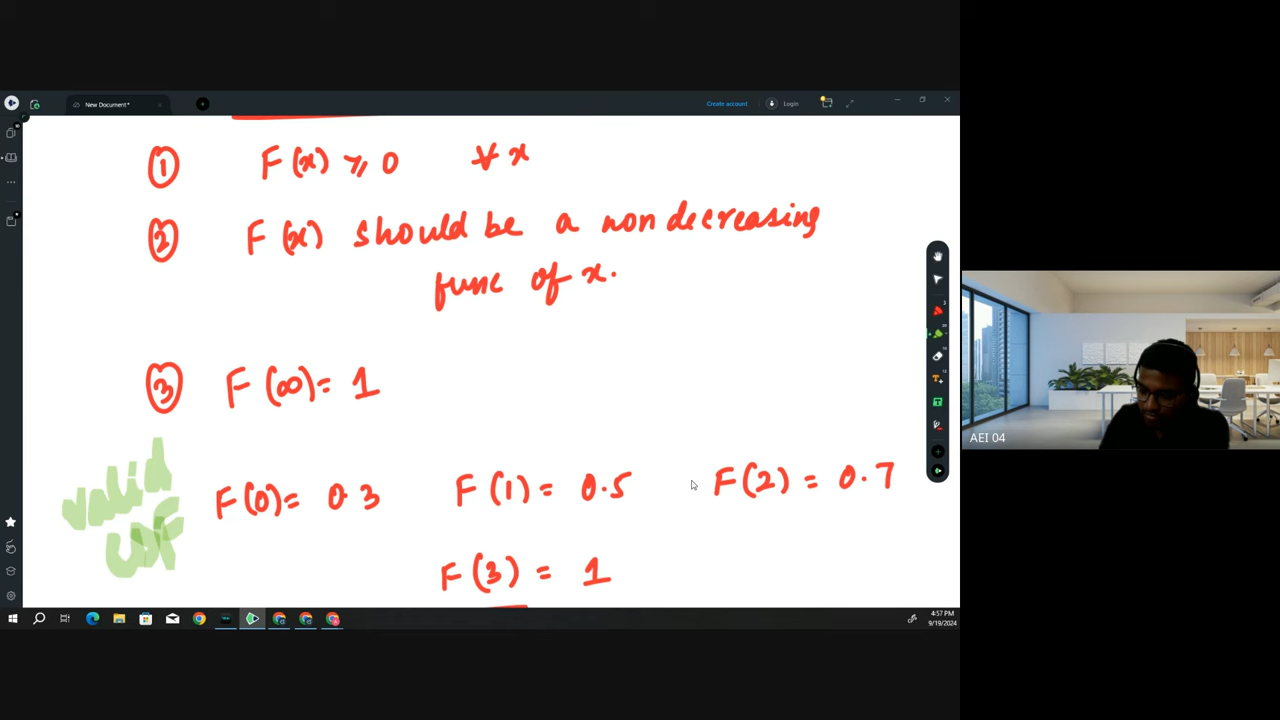 New Document*
Create account
Login
① F(x) ⩾ 0 ∀ x
② F(x) should be a non decreasing
func of x.
③ F(∞) = 1
valid
CDF
F(0) = 0.3 F(1) = 0.5 F(2) = 0.7
F(3) = 1
AEI 04
4:57 PM
9/19/2024